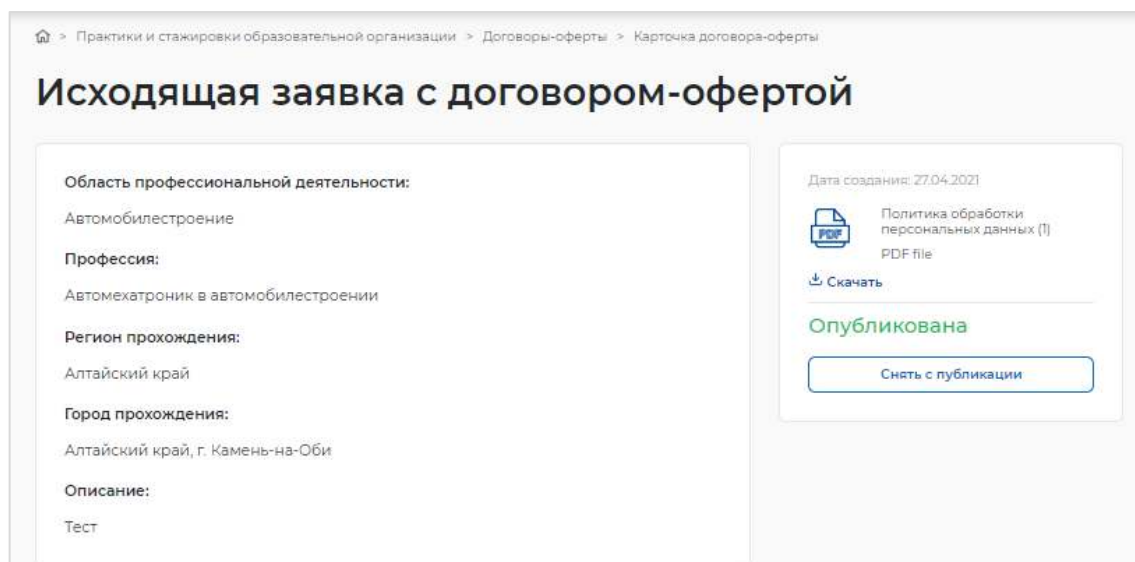 > Практики и стажировки образовательной организации > Договоры-оферты > Карточка договора-оферты
Исходящая заявка с договором-офертой
Область профессиональной деятельности:
Автомобилестроение
Профессия:
Автомехатроник в автомобилестроении
Регион прохождения:
Алтайский край
Город прохождения:
Алтайский край, г. Камень-на-Оби
Описание:
Тест
Дата создания: 27.04.2021
PDF
Политика обработки
персональных данных (1)
PDF file
Скачать
Опубликована
Снять с публикации